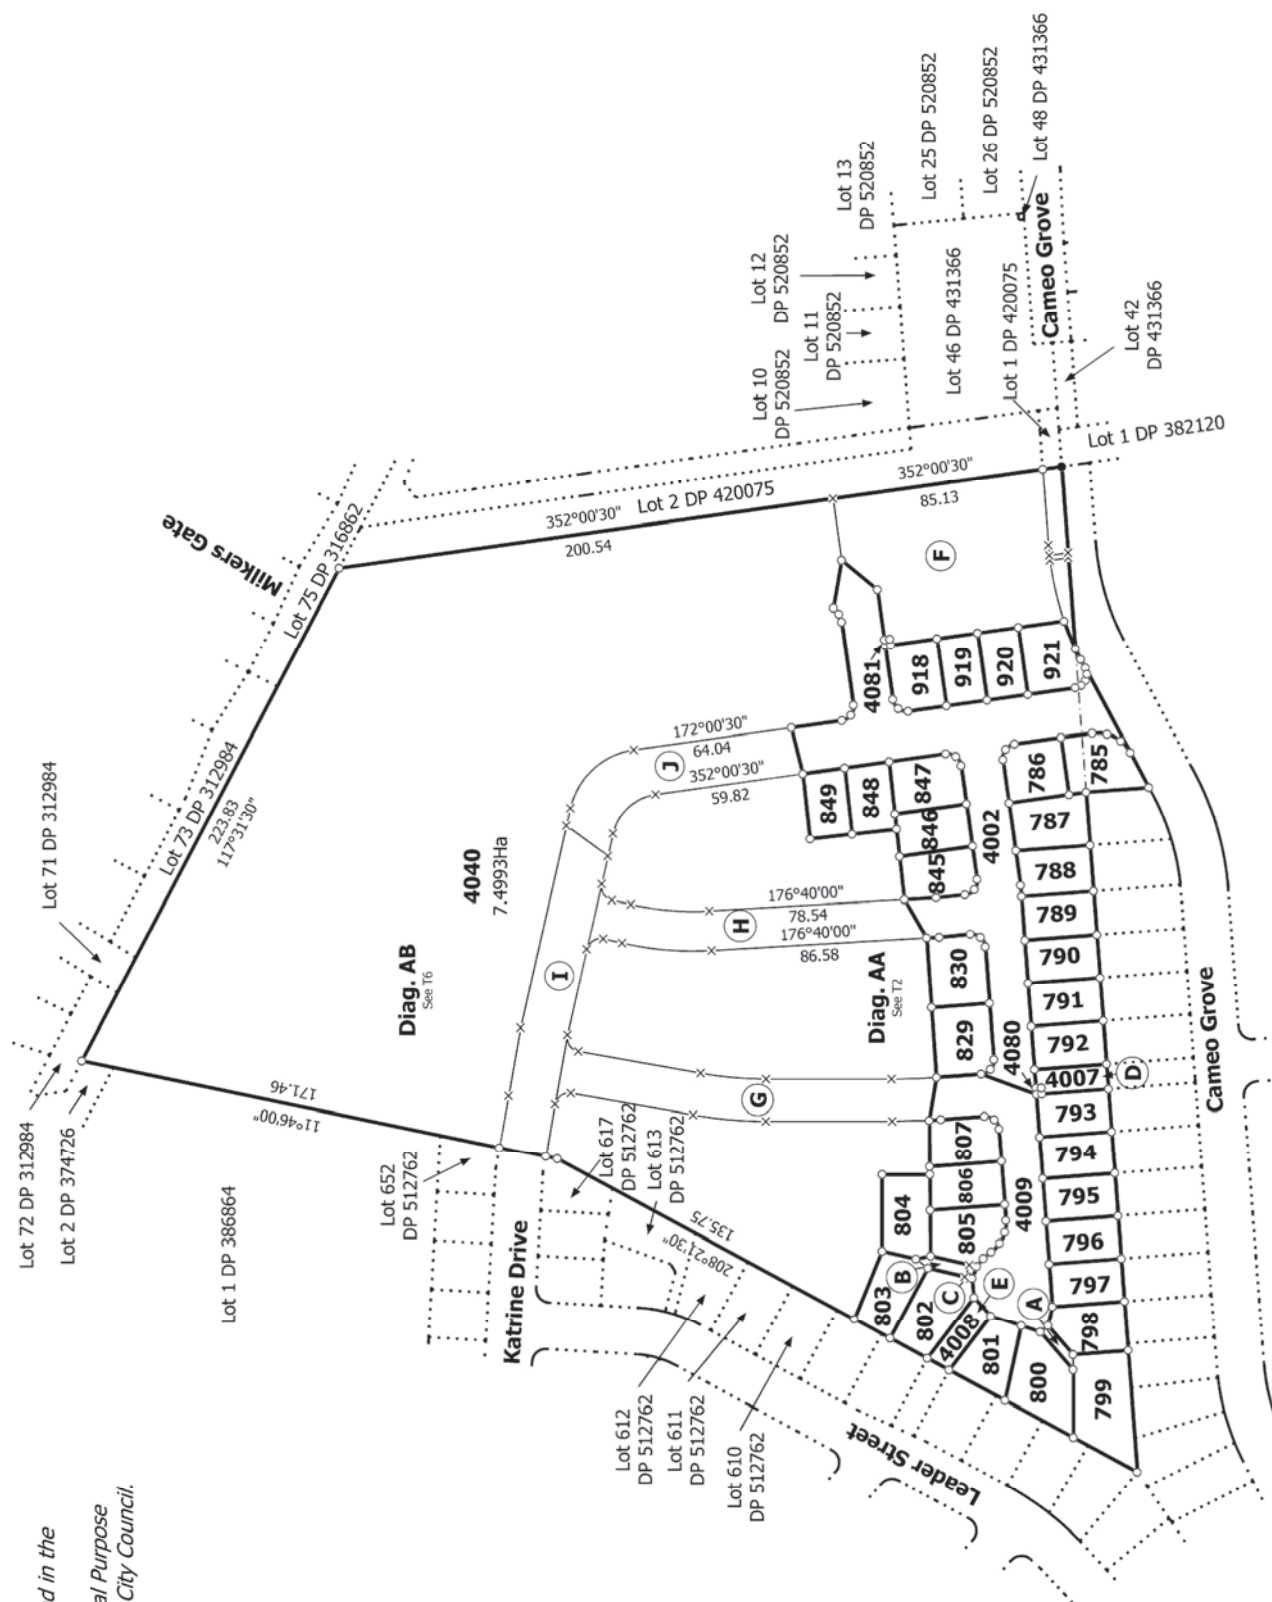 Milkers Gate
Lot 75 DP 316862
Lot 73 DP 312984
223.83
117°31'30"
Lot 71 DP 312984
Lot 72 DP 312984
Lot 2 DP 374726
Lot 1 DP 386864
171.46
11°46'00"
4040
7.4993Ha
Diag. AB
See T6
352°00'30"
200.54
Lot 2 DP 420075
352°00'30"
85.13
Lot 13
DP 520852
Lot 12
DP 520852
Lot 11
DP 520852
Lot 10
DP 520852
Lot 25 DP 520852
Lot 26 DP 520852
Lot 48 DP 431366
Lot 46 DP 431366
Lot 1 DP 420075
Cameo Grove
Lot 42
DP 431366
Lot 1 DP 382120
F
J
172°00'30"
64.04
352°00'30"
59.82
I
H
176°40'00"
78.54
176°40'00"
86.58
G
Diag. AA
See T2
Lot 652
DP 512762
Lot 617
DP 512762
Lot 613
DP 512762
Katrine Drive
135.75
208°21'30"
Lot 612
DP 512762
Lot 611
DP 512762
Lot 610
DP 512762
Leader Street
4081
918
919
920
921
849
848
847
846
845
4002
786
785
787
788
789
790
791
792
4007
D
4080
830
829
807
806
805
804
803
802
4008
801
800
799
798
797
796
795
794
793
4009
B
C
E
A
Cameo Grove
d in the
al Purpose
City Council.